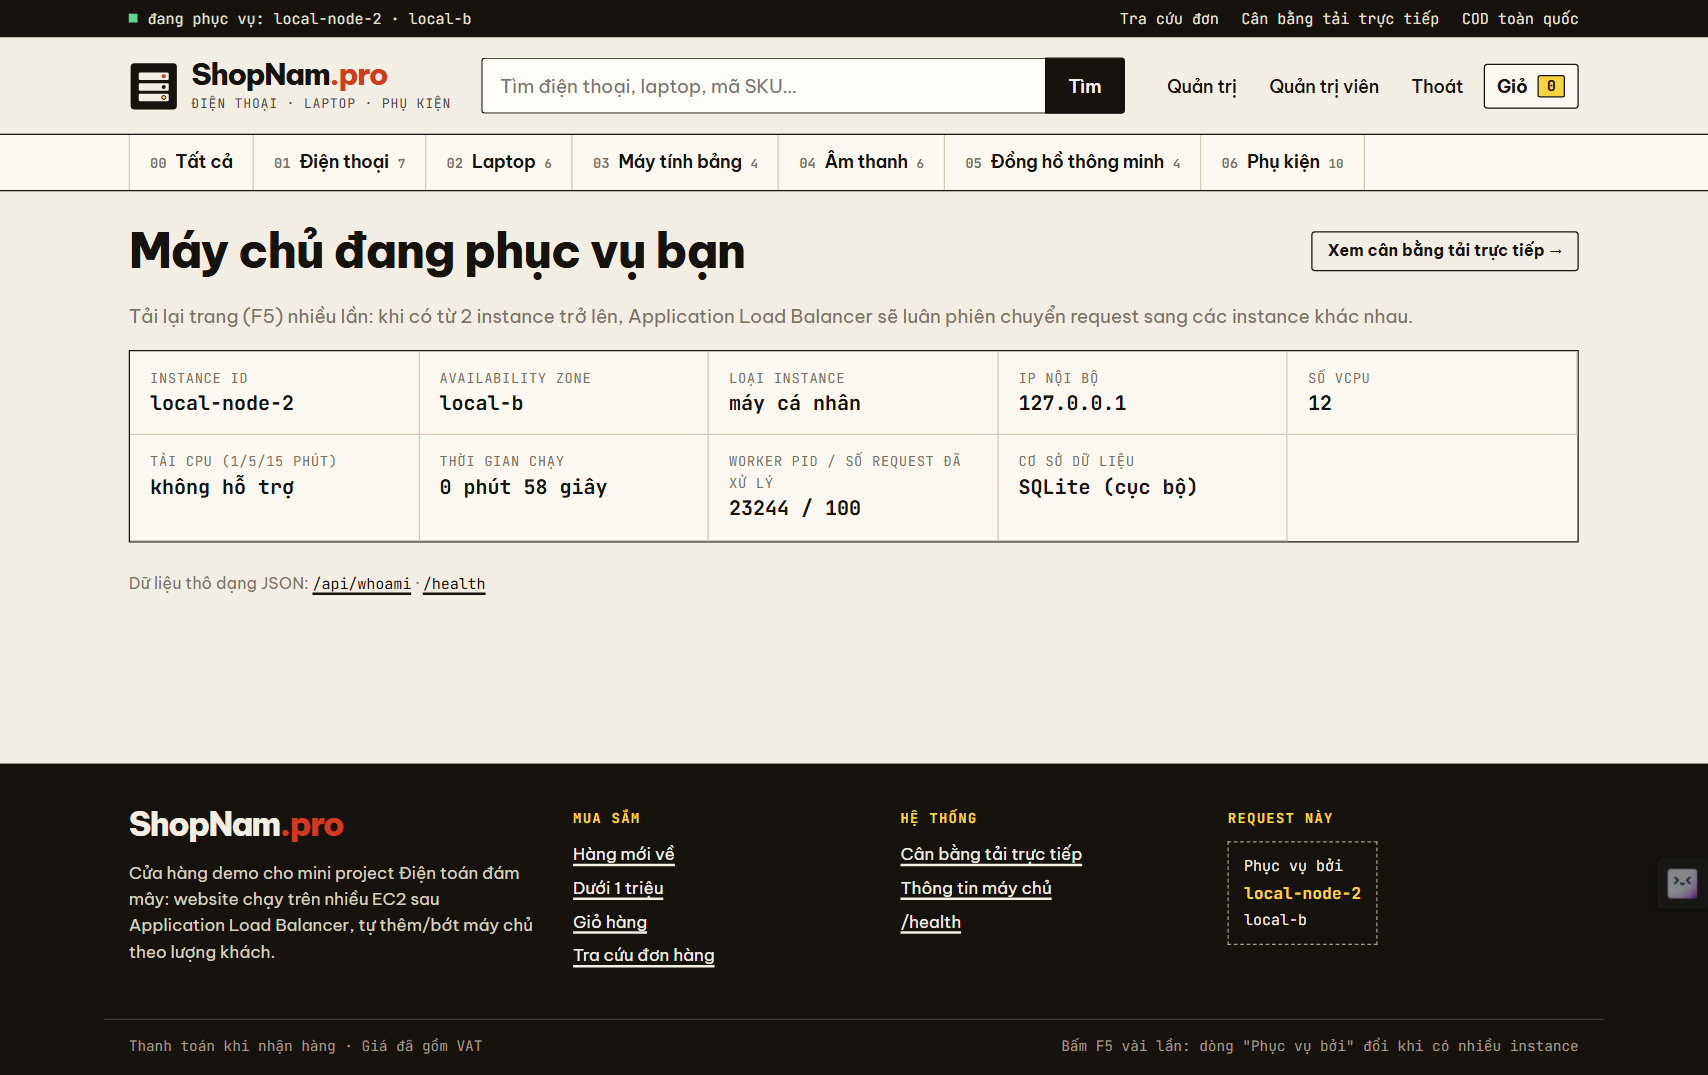 đang phục vụ: local-node-2 · local-b
Tra cứu đơn Cân bằng tải trực tiếp COD toàn quốc
ShopNam.pro
ĐIỆN THOẠI · LAPTOP · PHỤ KIỆN
Tìm điện thoại, laptop, mã SKU...
Tìm
Quản trị Quản trị viên Thoát Giỏ 0
00 Tất cả 01 Điện thoại 7 02 Laptop 6 03 Máy tính bảng 4 04 Âm thanh 6 05 Đồng hồ thông minh 4 06 Phụ kiện 10
Máy chủ đang phục vụ bạn
Xem cân bằng tải trực tiếp →
Tải lại trang (F5) nhiều lần: khi có từ 2 instance trở lên, Application Load Balancer sẽ luân phiên chuyển request sang các instance khác nhau.
INSTANCE ID
local-node-2
AVAILABILITY ZONE
local-b
LOẠI INSTANCE
máy cá nhân
IP NỘI BỘ
127.0.0.1
SỐ VCPU
12
TẢI CPU (1/5/15 PHÚT)
không hỗ trợ
THỜI GIAN CHẠY
0 phút 58 giây
WORKER PID / SỐ REQUEST ĐÃ
XỬ LÝ
23244 / 100
CƠ SỞ DỮ LIỆU
SQLite (cục bộ)
Dữ liệu thô dạng JSON: /api/whoami · /health
ShopNam.pro
Cửa hàng demo cho mini project Điện toán đám
mây: website chạy trên nhiều EC2 sau
Application Load Balancer, tự thêm/bớt máy chủ
theo lượng khách.
MUA SẮM
Hàng mới về
Dưới 1 triệu
Giỏ hàng
Tra cứu đơn hàng
HỆ THỐNG
Cân bằng tải trực tiếp
Thông tin máy chủ
/health
REQUEST NÀY
Phục vụ bởi
local-node-2
local-b
Thanh toán khi nhận hàng · Giá đã gồm VAT
Bấm F5 vài lần: dòng "Phục vụ bởi" đổi khi có nhiều instance